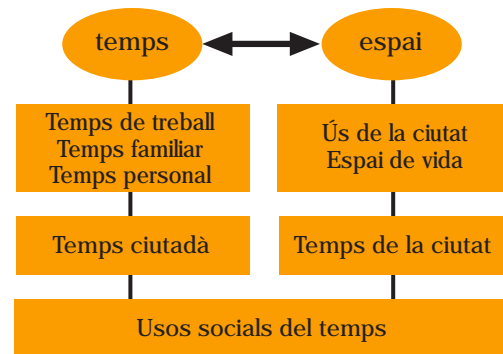 temps
espai
Temps de treball
Temps familiar
Temps personal
Ús de la ciutat
Espai de vida
Temps ciutadà
Temps de la ciutat
Usos socials del temps